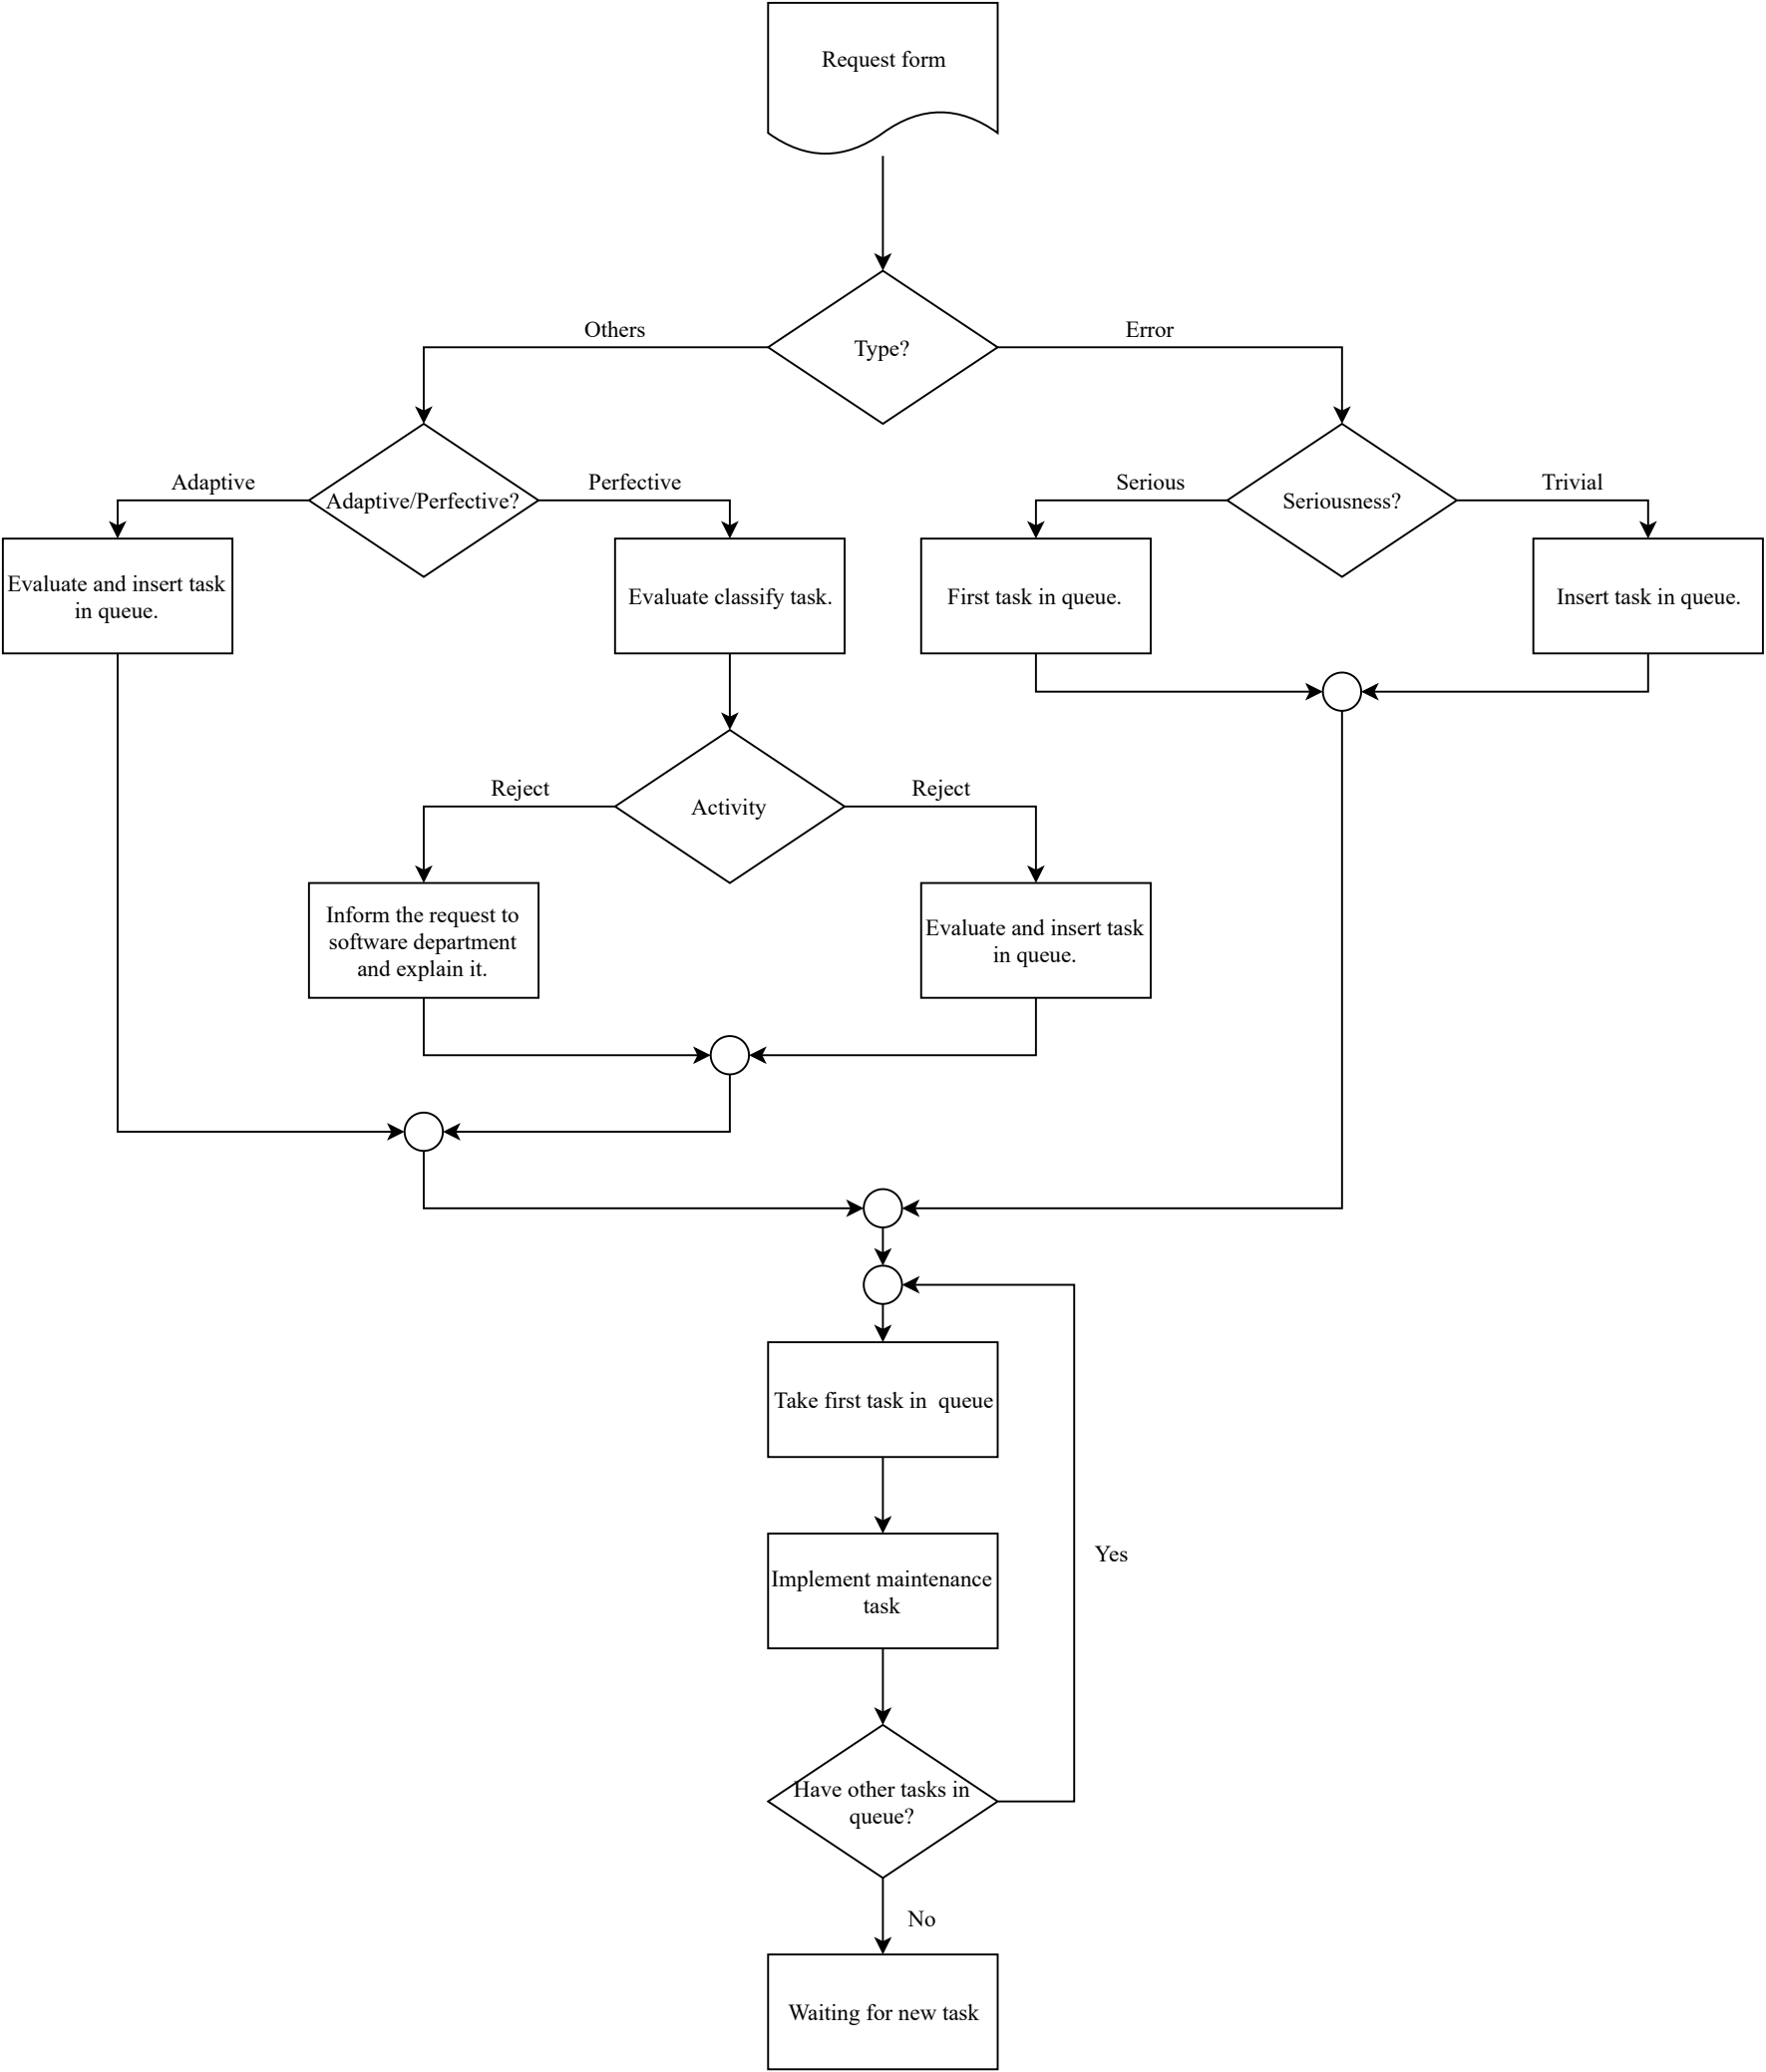 Request form
Type?
Others
Error
Adaptive/Perfective?
Adaptive
Perfective
Seriousness?
Serious
Trivial
Evaluate and insert task
in queue.
Evaluate classify task.
First task in queue.
Insert task in queue.
Activity
Reject
Reject
Inform the request to
software department
and explain it.
Evaluate and insert task
in queue.
Take first task in  queue
Implement maintenance
task
Yes
Have other tasks in
queue?
No
Waiting for new task